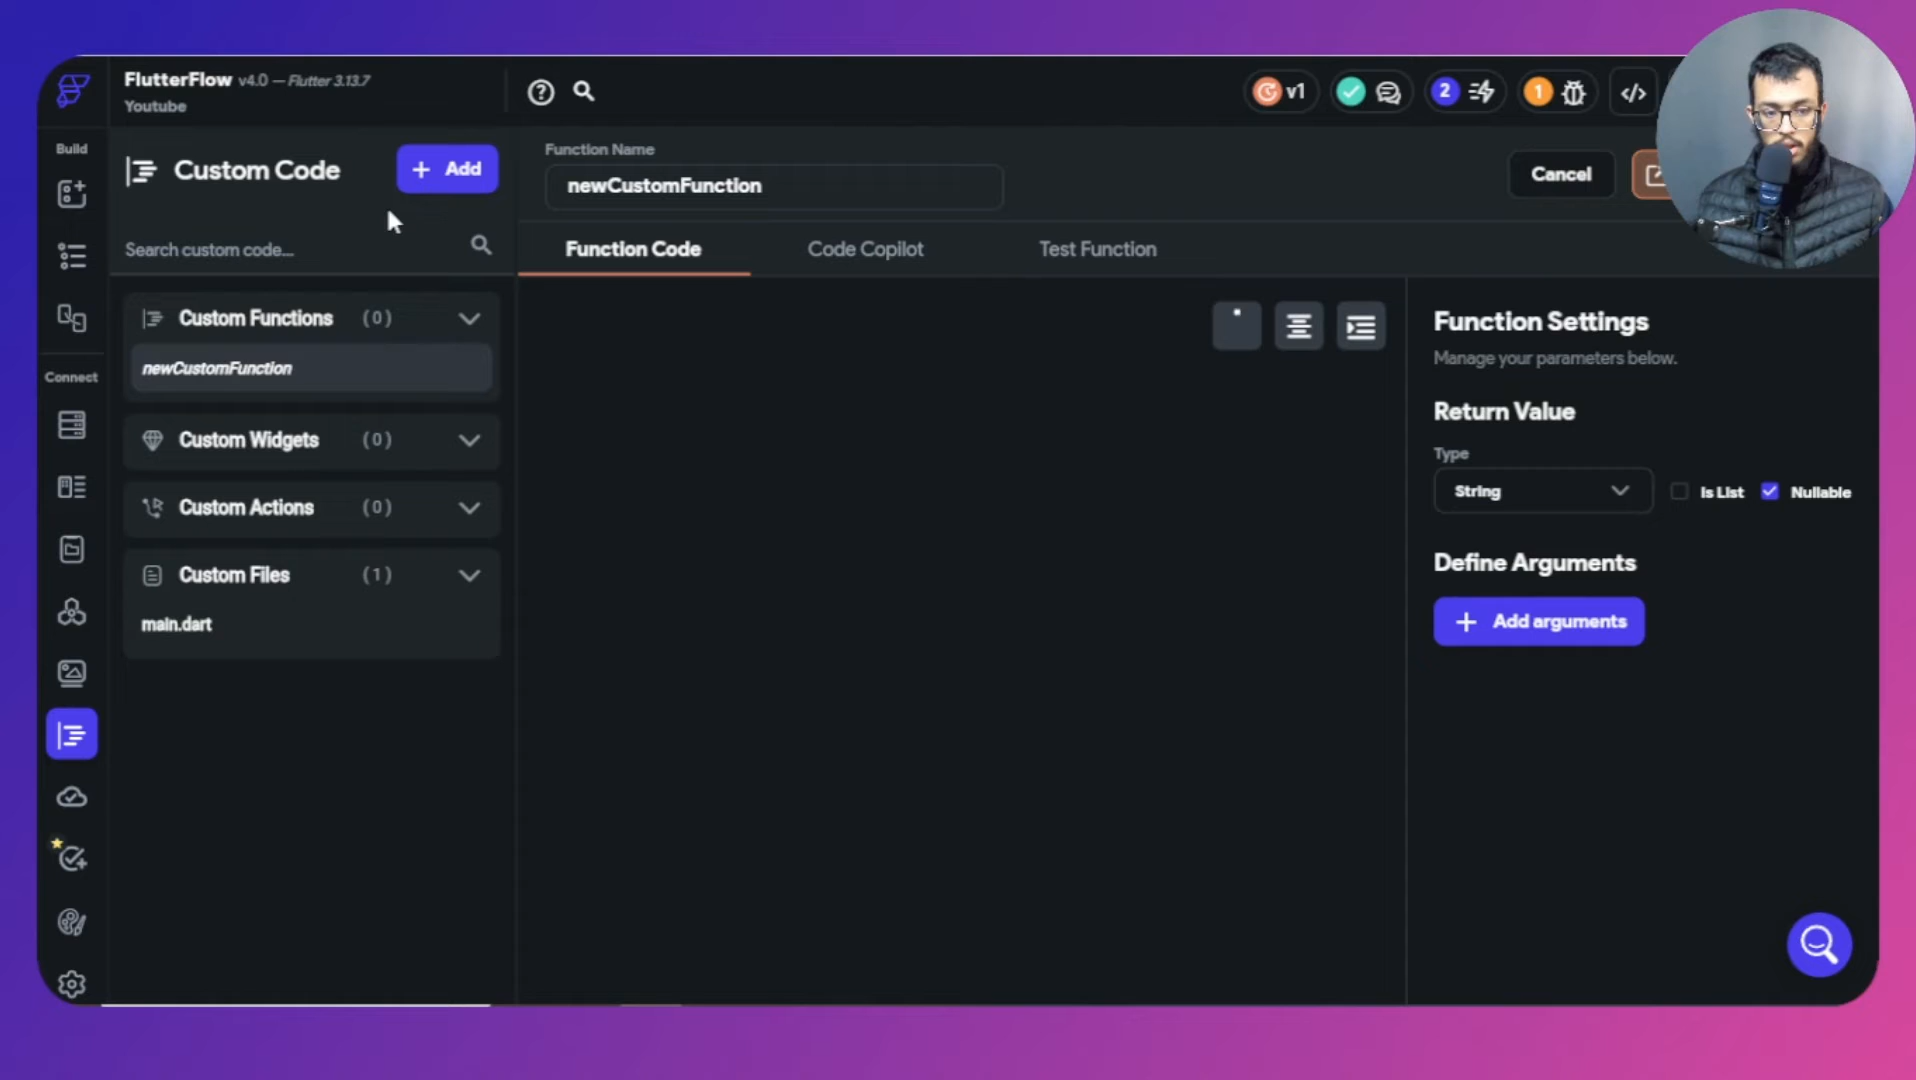 FlutterFlow v4.0 — Flutter 3.13.7
Youtube
v1
2
1
Build
Custom Code
+ Add
Function Name
newCustomFunction
Cancel
Search custom code...
Function Code
Code Copilot
Test Function
Custom Functions (0)
newCustomFunction
Connect
Custom Widgets (0)
Custom Actions (0)
Custom Files (1)
main.dart
Function Settings
Manage your parameters below.
Return Value
Type
String
Is List
Nullable
Define Arguments
+ Add arguments